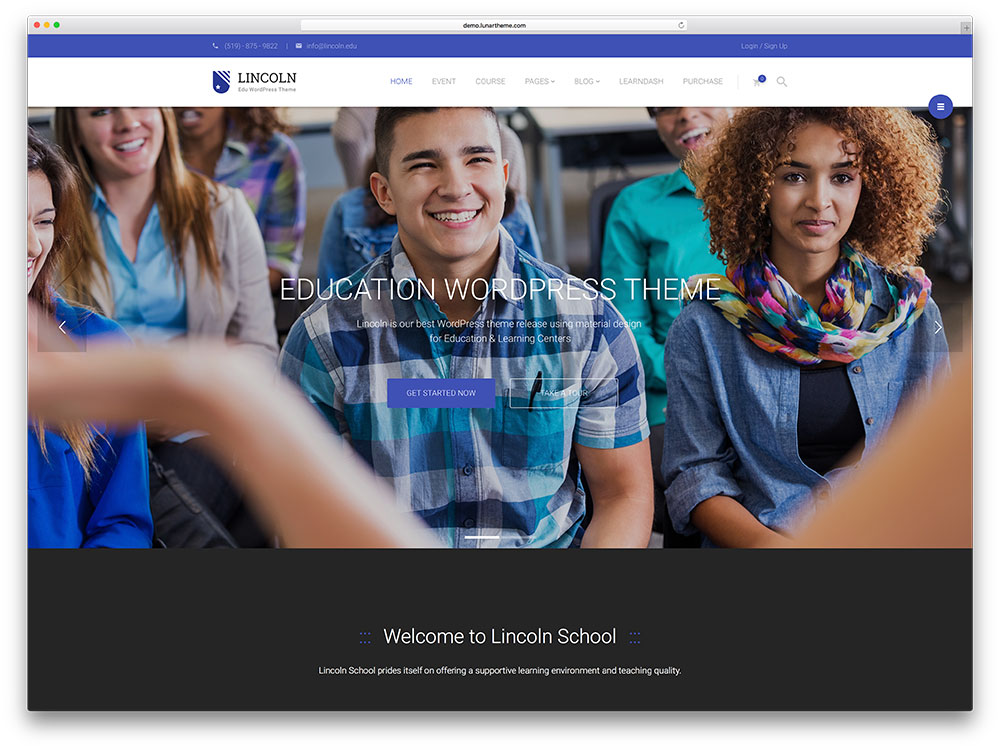 demo.lunartheme.com
(519) - 875 - 9822 | info@lincoln.edu Login / Sign Up
LINCOLN
Edu WordPress Theme
HOME EVENT COURSE PAGES BLOG LEARNDASH PURCHASE 0
EDUCATION WORDPRESS THEME
Lincoln is our best WordPress theme release using material design
for Education & Learning Centers
GET STARTED NOW TAKE A TOUR
Welcome to Lincoln School
Lincoln School prides itself on offering a supportive learning environment and teaching quality.